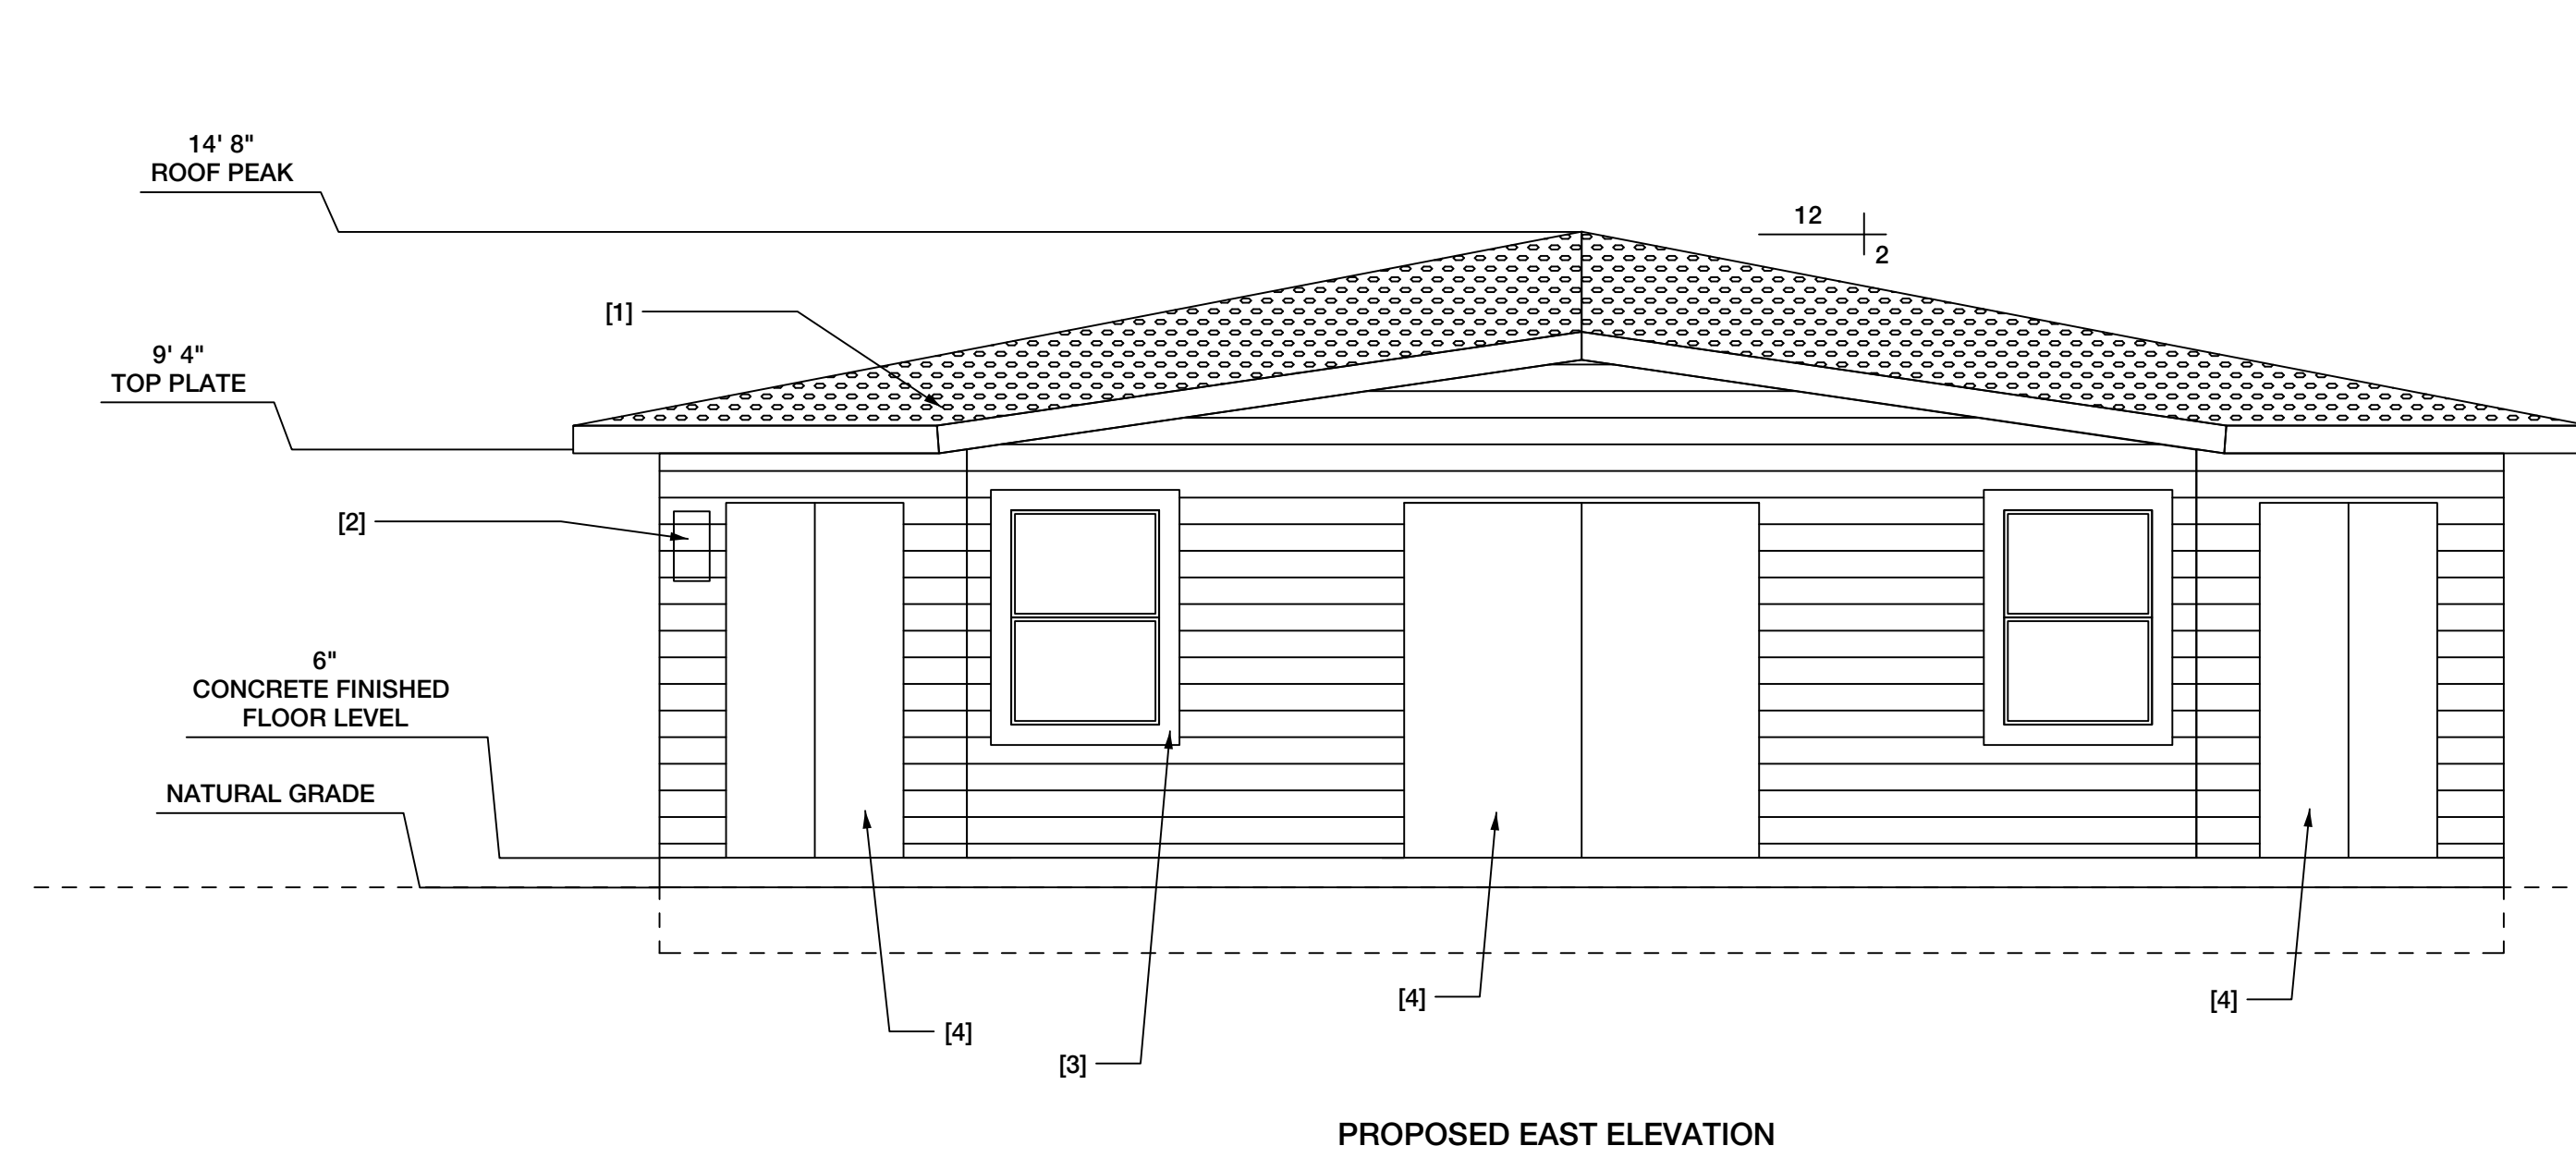 14' 8"
ROOF PEAK
12
2
[1]
9' 4"
TOP PLATE
[2]
6"
CONCRETE FINISHED
FLOOR LEVEL
NATURAL GRADE
[4]
[4]
[4]
[3]
PROPOSED EAST ELEVATION